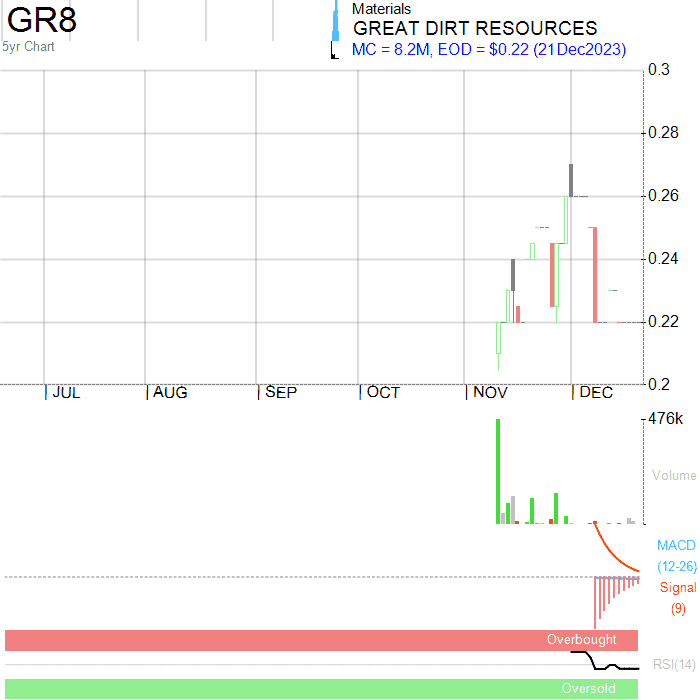 GR8
5yr Chart
Materials
GREAT DIRT RESOURCES
MC = 8.2M, EOD = $0.22 (21Dec2023)
0.3
0.28
0.26
0.24
0.22
0.2
JUL AUG SEP OCT NOV DEC
476k
Volume
MACD
(12-26)
Signal
(9)
Overbought
RSI(14)
Oversold